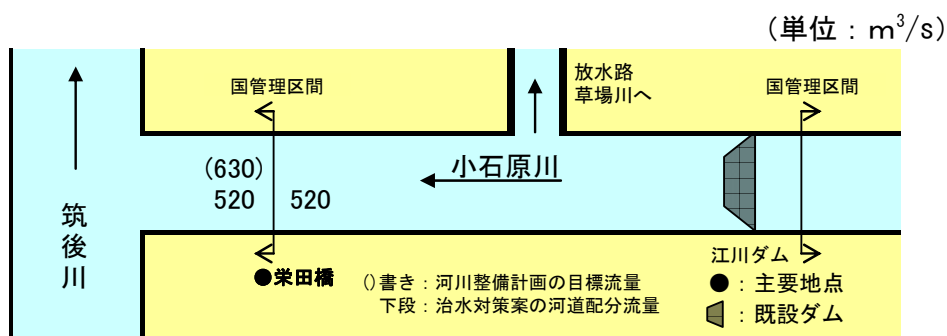 (単位：m³/s)
国管理区間
放水路
草場川へ
国管理区間
(630)
520
520
小石原川
筑後川
●栄田橋
()書き：河川整備計画の目標流量
下段：治水対策案の河道配分流量
江川ダム
●：主要地点
：既設ダム